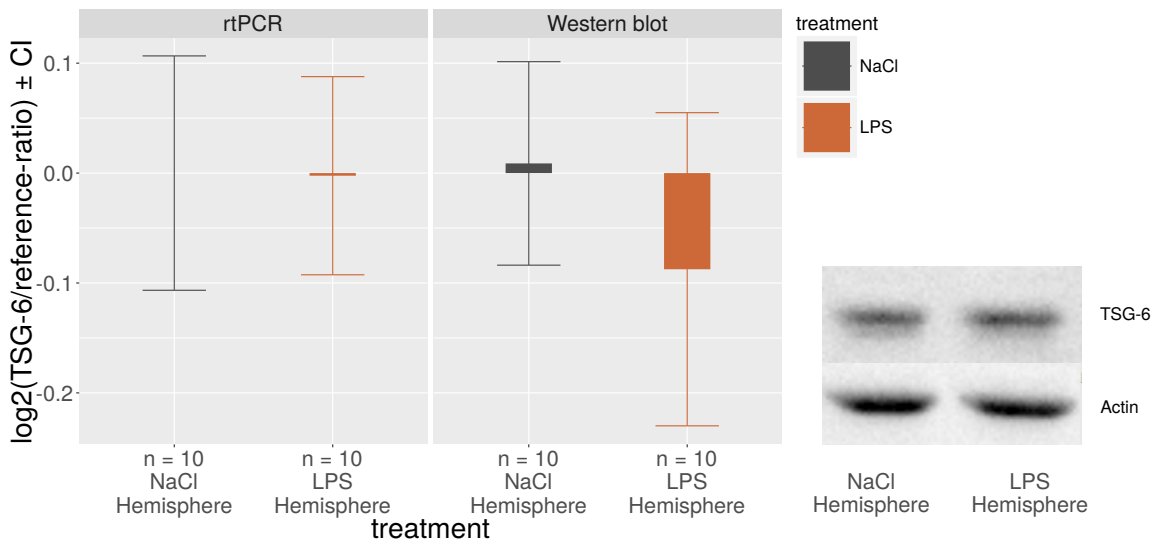 rtPCR
Western blot
log2(TSG-6/reference-ratio) ± CI
0.1
0.0
-0.1
-0.2
n = 10
NaCl
Hemisphere
n = 10
LPS
Hemisphere
n = 10
NaCl
Hemisphere
n = 10
LPS
Hemisphere
treatment
treatment
NaCl
LPS
TSG-6
Actin
NaCl
Hemisphere
LPS
Hemisphere